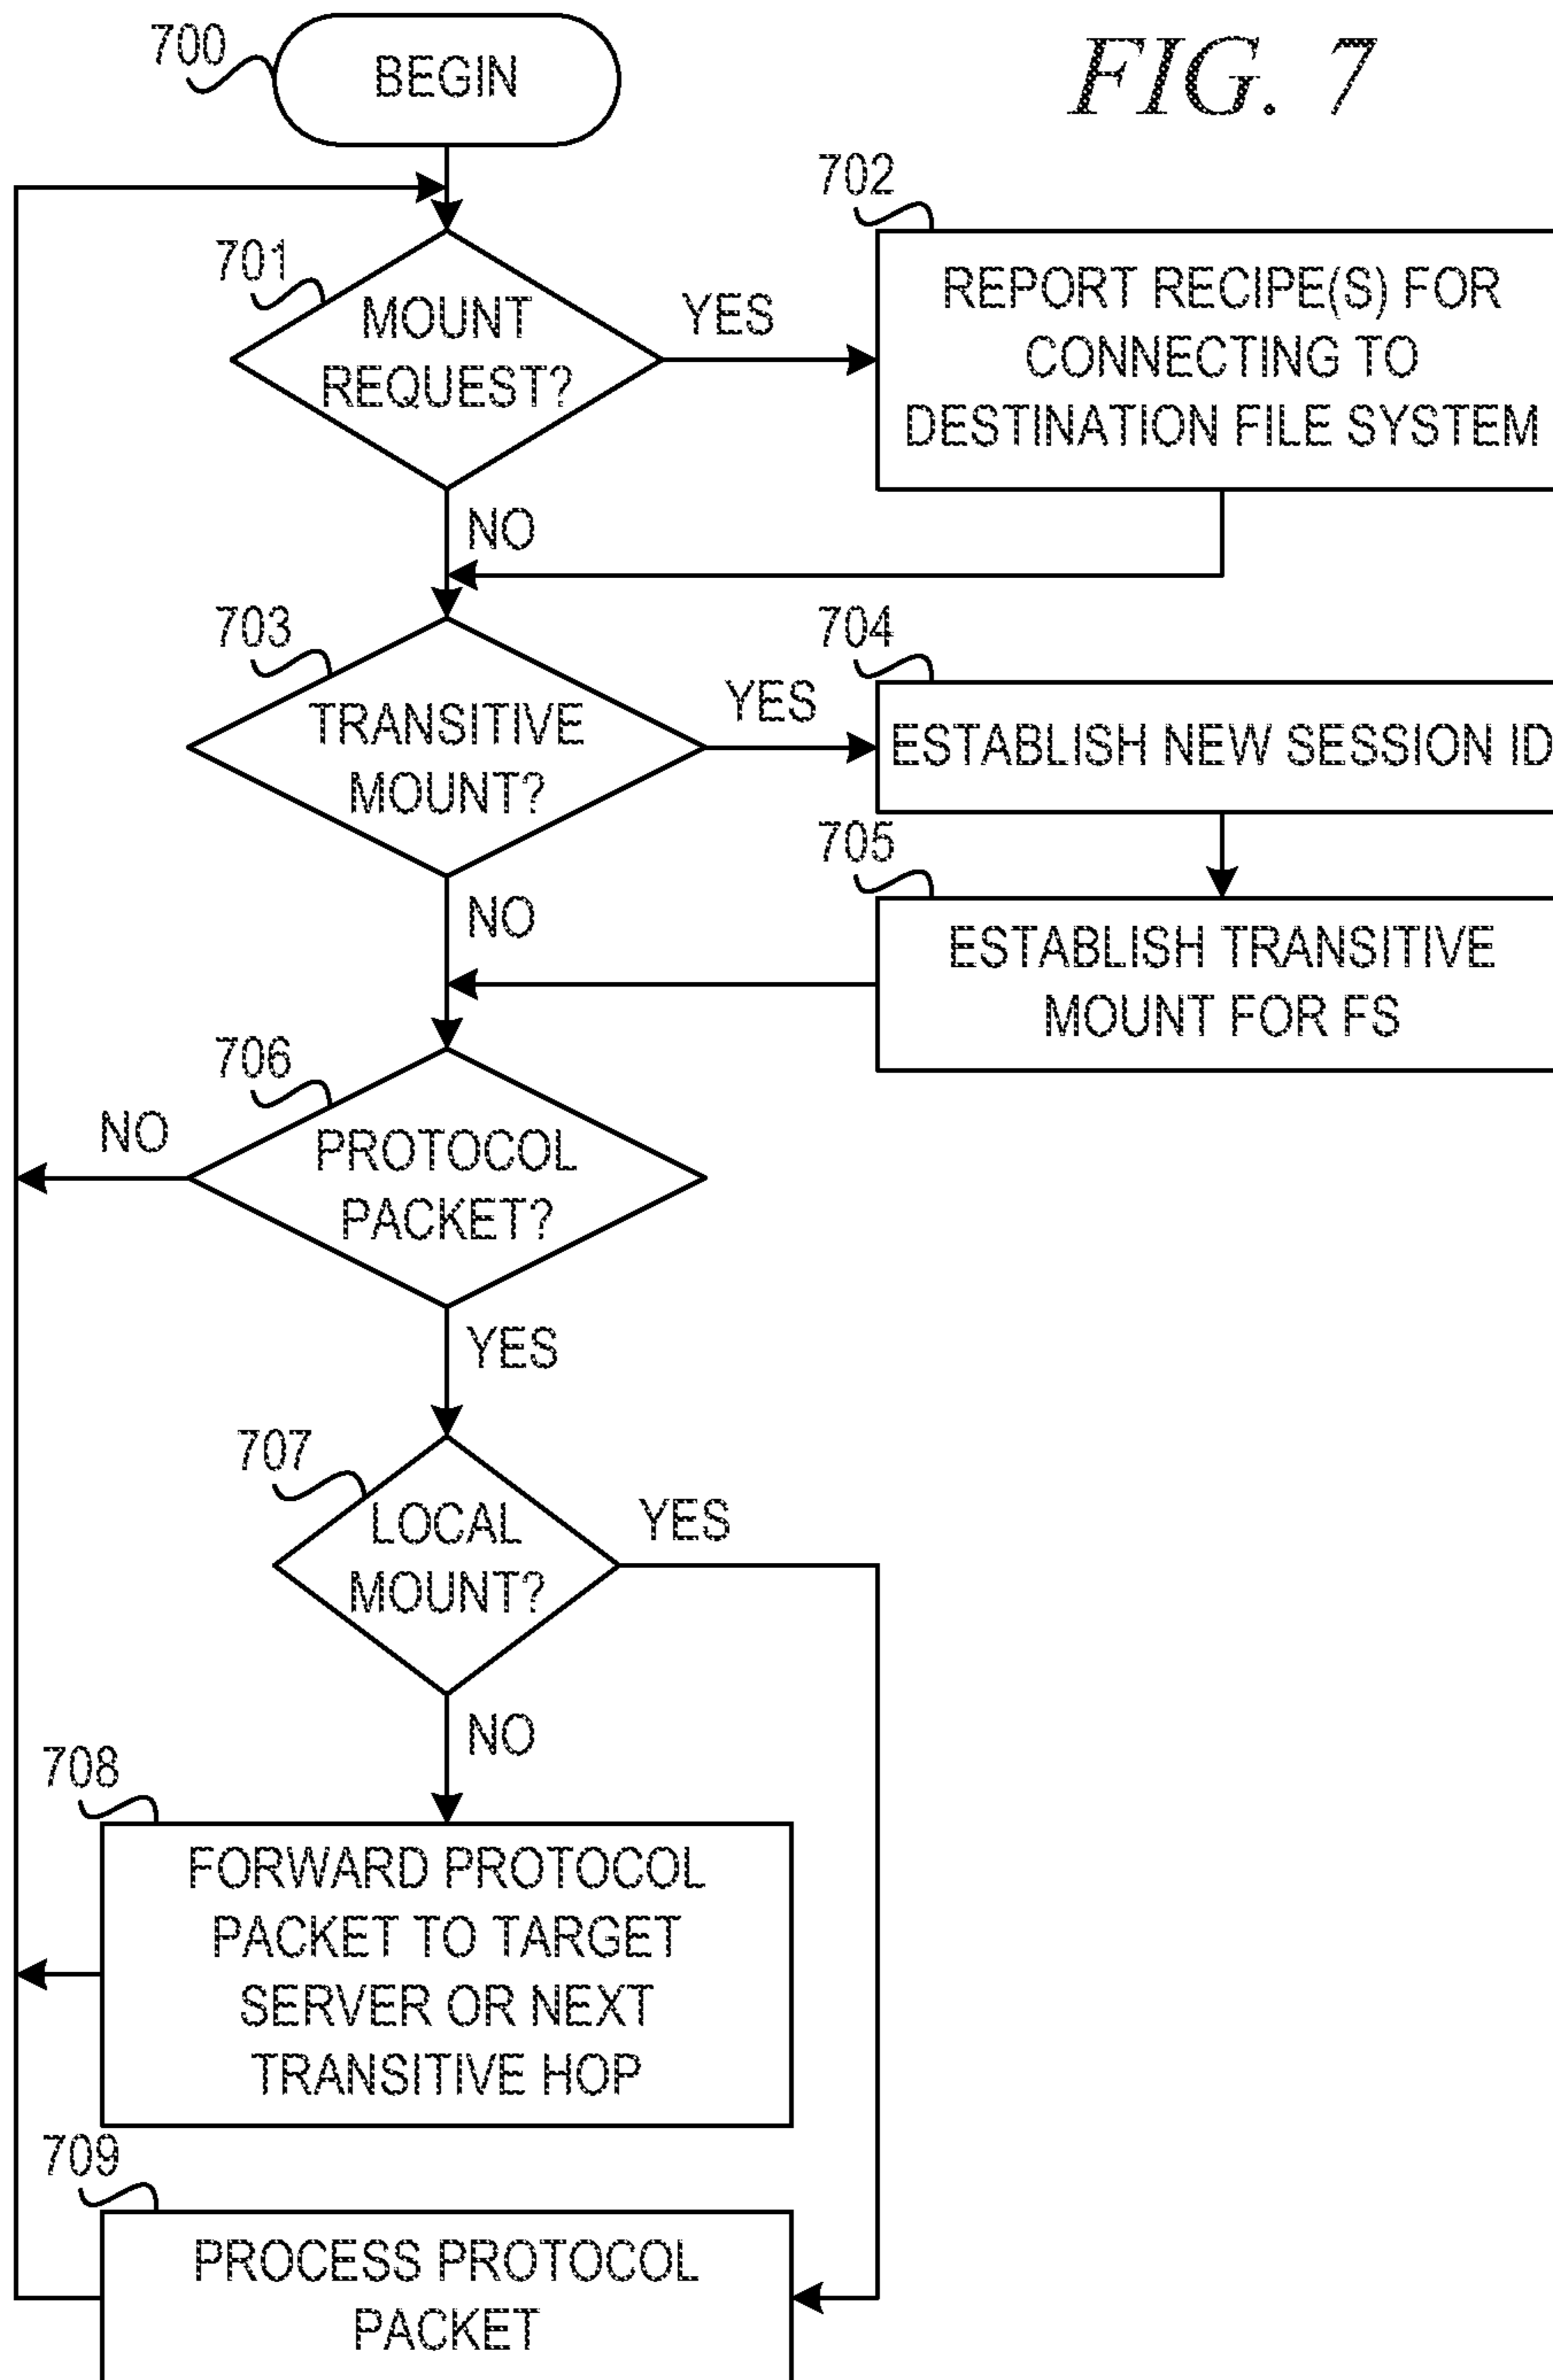 FIG. 7
700
BEGIN
701
MOUNT
REQUEST?
YES
NO
702
REPORT RECIPE(S) FOR
CONNECTING TO
DESTINATION FILE SYSTEM
703
TRANSITIVE
MOUNT?
YES
NO
704
ESTABLISH NEW SESSION ID
705
ESTABLISH TRANSITIVE
MOUNT FOR FS
706
PROTOCOL
PACKET?
NO
YES
707
LOCAL
MOUNT?
YES
NO
708
FORWARD PROTOCOL
PACKET TO TARGET
SERVER OR NEXT
TRANSITIVE HOP
709
PROCESS PROTOCOL
PACKET